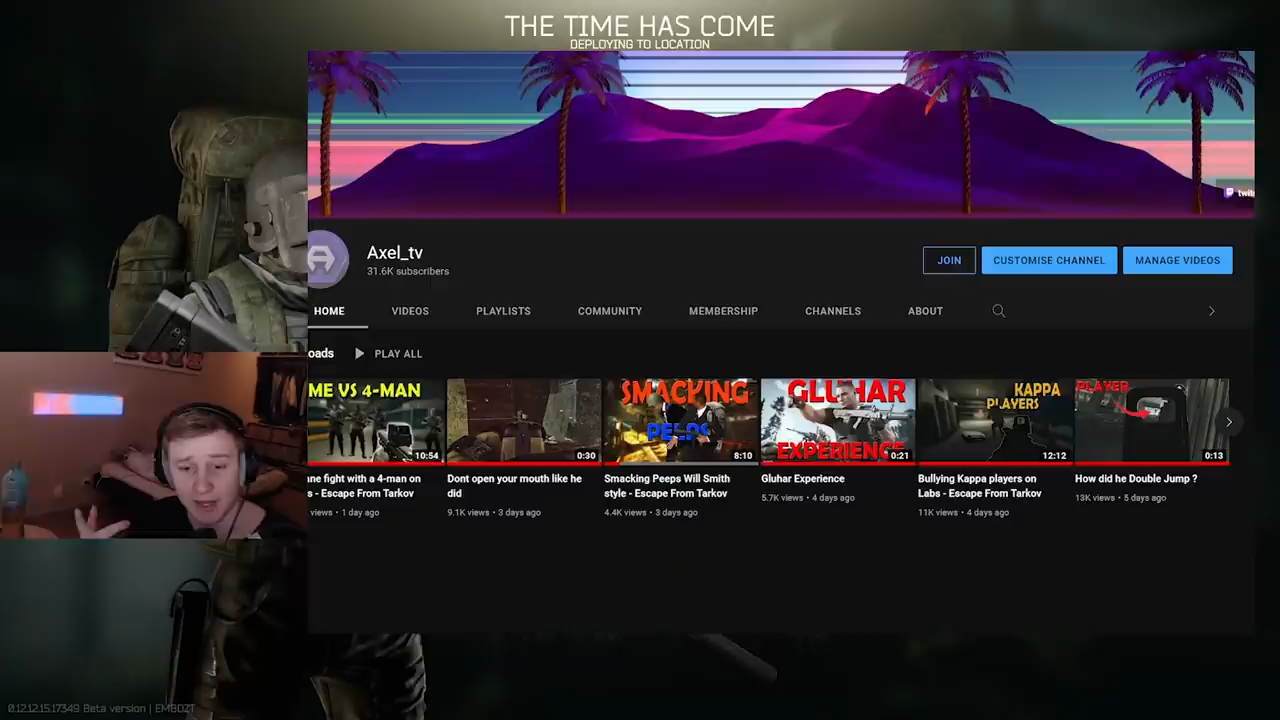 THE TIME HAS COME
DEPLOYING TO LOCATION
Axel_tv
31.6K subscribers
JOIN
CUSTOMISE CHANNEL
MANAGE VIDEOS
HOME
VIDEOS
PLAYLISTS
COMMUNITY
MEMBERSHIP
CHANNELS
ABOUT
oads
PLAY ALL
ME VS 4-MAN
10:54
0:30
SMACKING
PEEPS
8:10
GLUHAR
EXPERIENCE
0:21
KAPPA
PLAYERS
12:12
PLAYER
0:13
ne fight with a 4-man on
s - Escape From Tarkov
views • 1 day ago
Dont open your mouth like he
did
9.1K views • 3 days ago
Smacking Peeps Will Smith
style - Escape From Tarkov
4.4K views • 3 days ago
Gluhar Experience
5.7K views • 4 days ago
Bullying Kappa players on
Labs - Escape From Tarkov
11K views • 4 days ago
How did he Double Jump ?
13K views • 5 days ago
0.12.12.15.17349 Beta version | EMBDZT